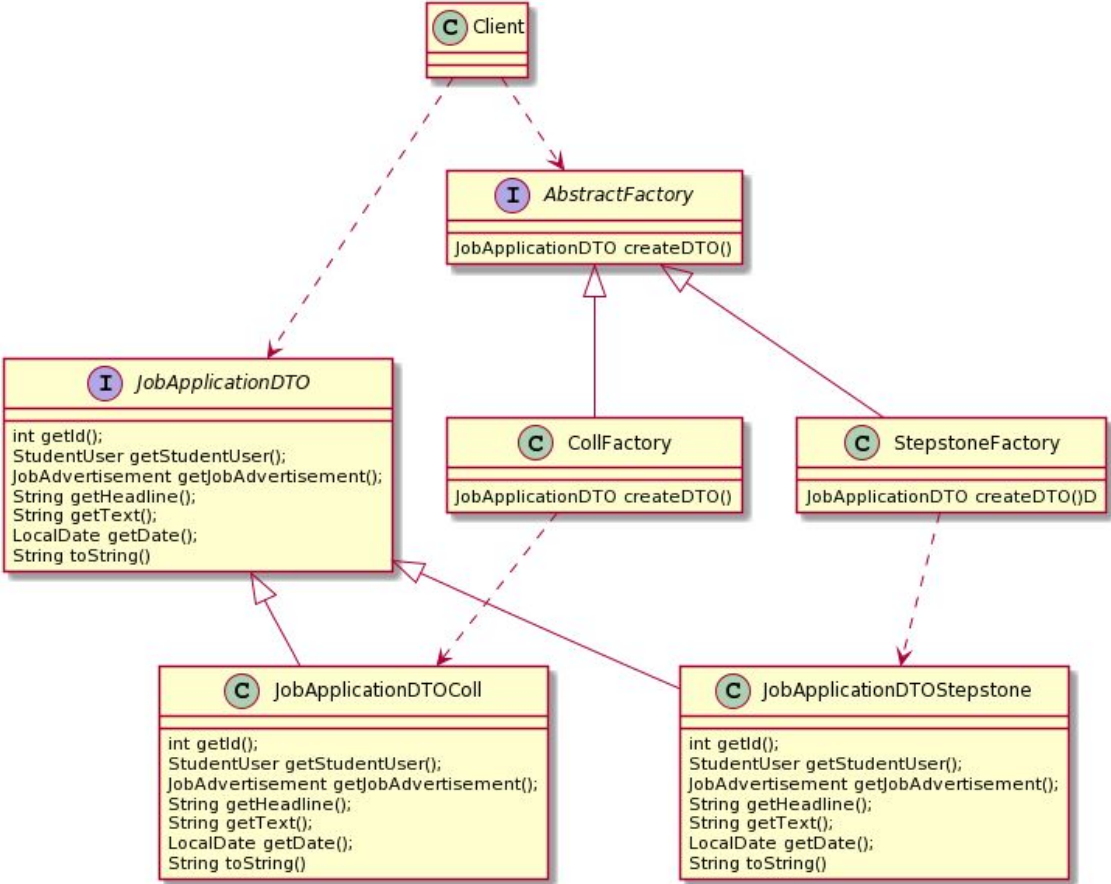 C Client
I AbstractFactory
JobApplicationDTO createDTO()
I JobApplicationDTO
int getId();
StudentUser getStudentUser();
JobAdvertisement getJobAdvertisement();
String getHeadline();
String getText();
LocalDate getDate();
String toString()
C CollFactory
JobApplicationDTO createDTO()
C StepstoneFactory
JobApplicationDTO createDTO()D
C JobApplicationDTOColl
int getId();
StudentUser getStudentUser();
JobAdvertisement getJobAdvertisement();
String getHeadline();
String getText();
LocalDate getDate();
String toString()
C JobApplicationDTOStepstone
int getId();
StudentUser getStudentUser();
JobAdvertisement getJobAdvertisement();
String getHeadline();
String getText();
LocalDate getDate();
String toString()